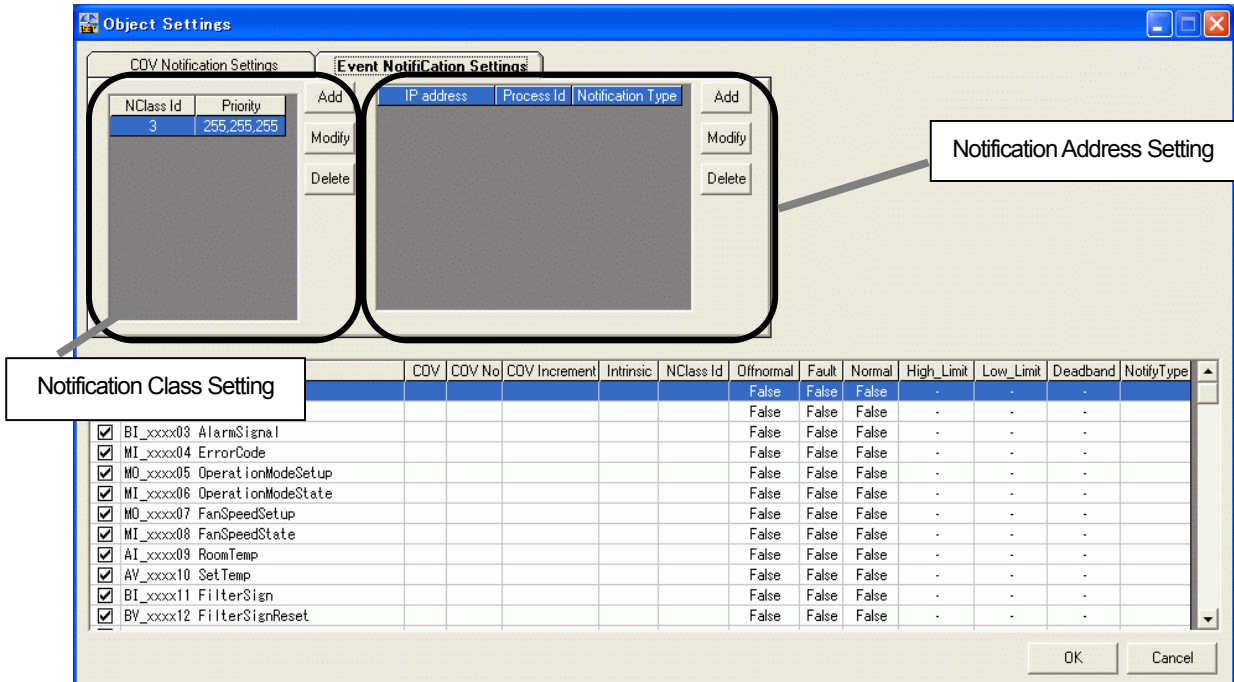 Object Settings
COV Notification Settings
Event NotifiCation Settings
NClass Id Priority
3 255,255,255
Add
Modify
Delete
IP address Process Id Notification Type
Add
Modify
Delete
Notification Address Setting
Notification Class Setting
COV COV No COV Increment Intrinsic NClass Id Offnormal Fault Normal High_Limit Low_Limit Deadband NotifyType
False False False - - -
False False False - - -
BI_xxxx03 AlarmSignal False False False - - -
MI_xxxx04 ErrorCode False False False - - -
MO_xxxx05 OperationModeSetup False False False - - -
MI_xxxx06 OperationModeState False False False - - -
MO_xxxx07 FanSpeedSetup False False False - - -
MI_xxxx08 FanSpeedState False False False - - -
AI_xxxx09 RoomTemp False False False - - -
AV_xxxx10 SetTemp False False False - - -
BI_xxxx11 FilterSign False False False - - -
BV_xxxx12 FilterSignReset False False False - - -
OK Cancel